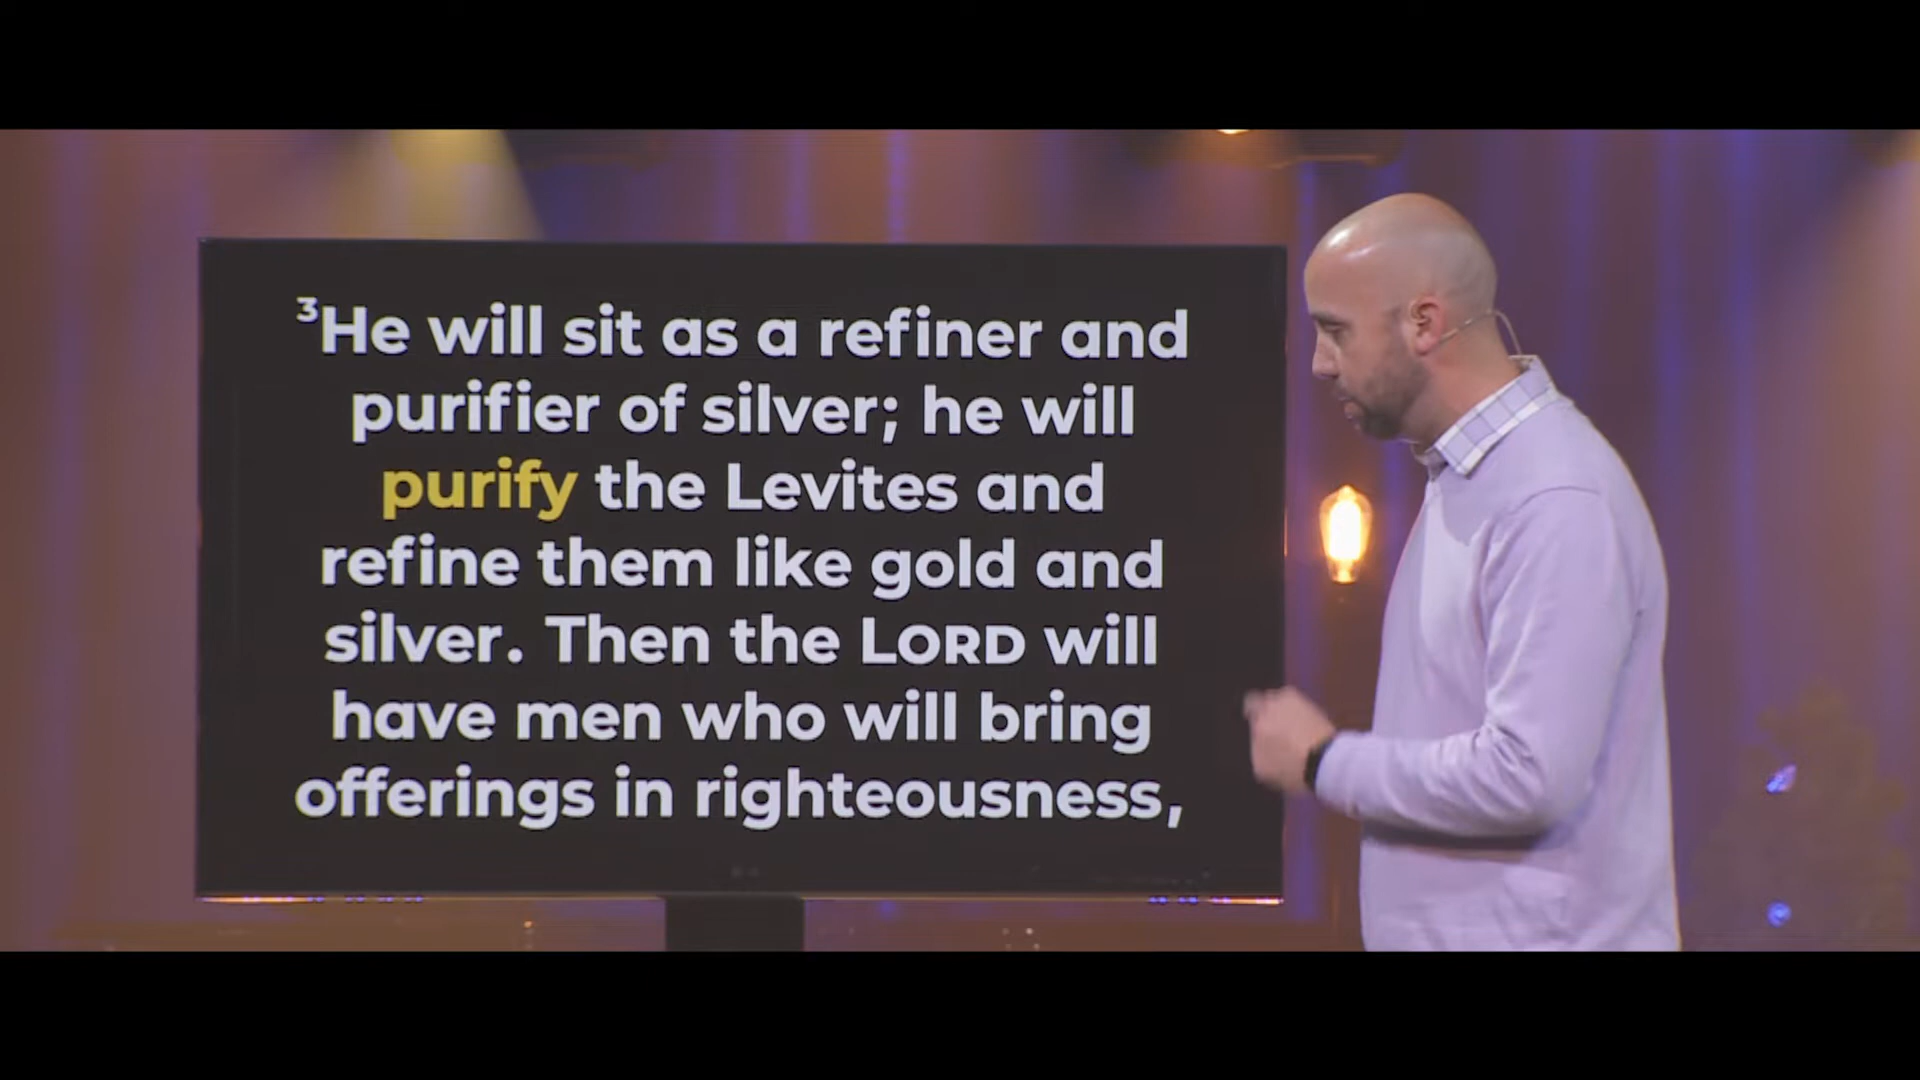 ³He will sit as a refiner and
purifier of silver; he will
purify the Levites and
refine them like gold and
silver. Then the LORD will
have men who will bring
offerings in righteousness,